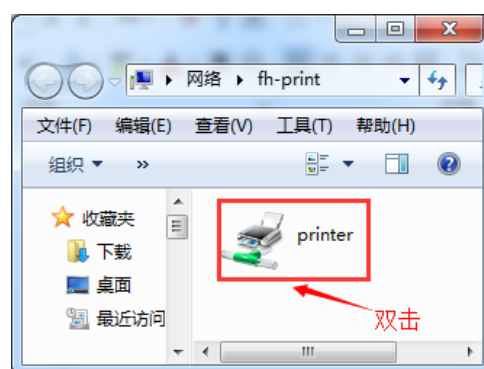 网络 fh-print
文件(F) 编辑(E) 查看(V) 工具(T) 帮助(H)
组织
收藏夹
下载
桌面
最近访问
printer
双击